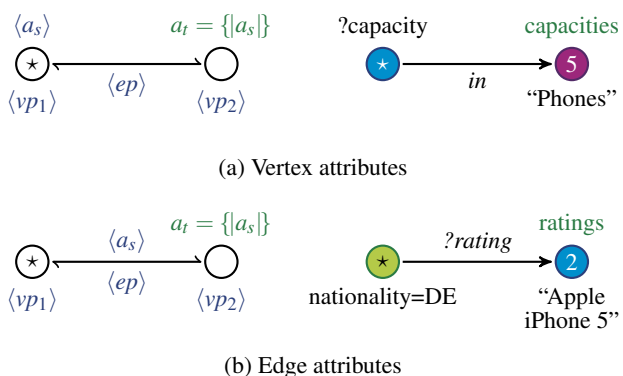 ⟨a_s⟩ a_t = {|a_s|} ?capacity capacities
⋆ ⋆ 5
⟨ep⟩ in
⟨vp_1⟩ ⟨vp_2⟩ “Phones”
(a) Vertex attributes
⟨a_s⟩ a_t = {|a_s|} ?rating ratings
⋆ ⋆ 2
⟨ep⟩
⟨vp_1⟩ ⟨vp_2⟩ nationality=DE “Apple
iPhone 5”
(b) Edge attributes